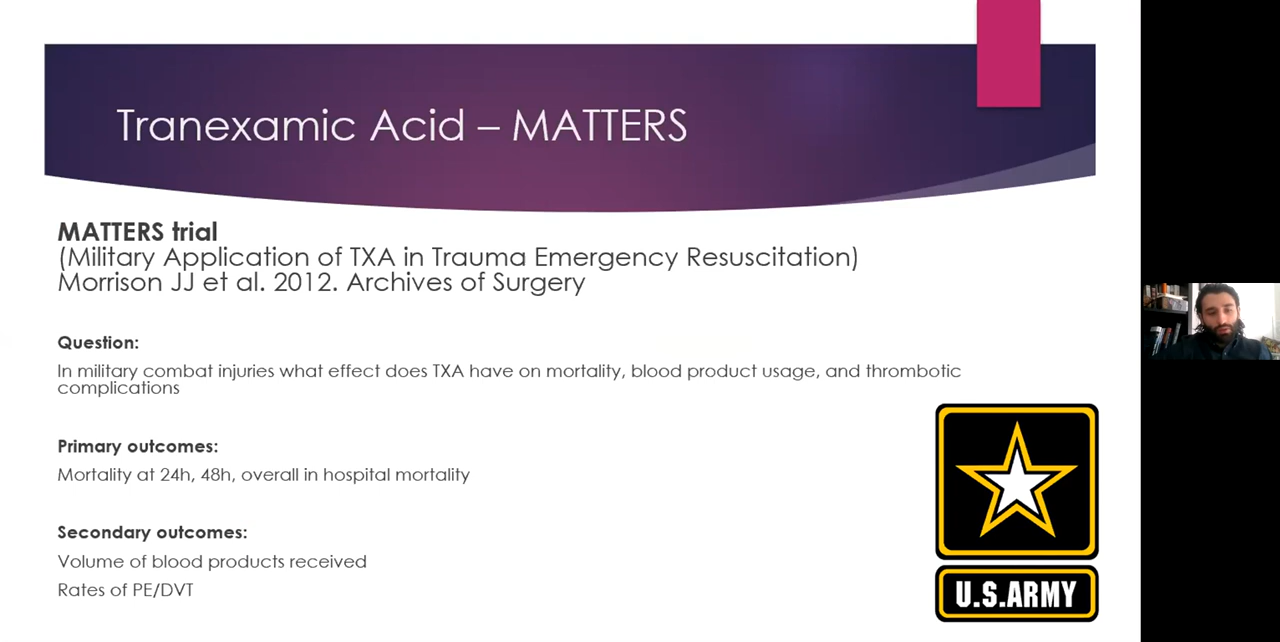 Tranexamic Acid – MATTERS
MATTERS trial
(Military Application of TXA in Trauma Emergency Resuscitation)
Morrison JJ et al. 2012. Archives of Surgery
Question:
In military combat injuries what effect does TXA have on mortality, blood product usage, and thrombotic
complications
Primary outcomes:
Mortality at 24h, 48h, overall in hospital mortality
Secondary outcomes:
Volume of blood products received
Rates of PE/DVT
U.S.ARMY